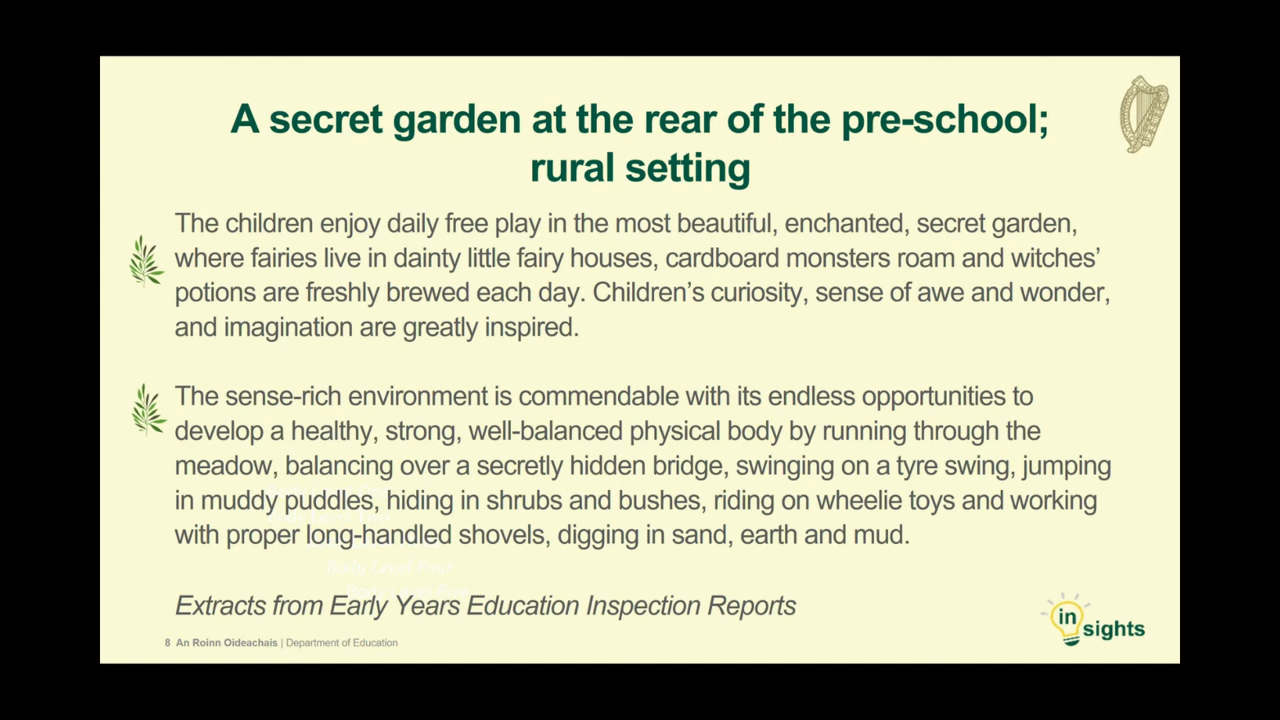 A secret garden at the rear of the pre-school;
rural setting
The children enjoy daily free play in the most beautiful, enchanted, secret garden,
where fairies live in dainty little fairy houses, cardboard monsters roam and witches’
potions are freshly brewed each day. Children’s curiosity, sense of awe and wonder,
and imagination are greatly inspired.
The sense-rich environment is commendable with its endless opportunities to
develop a healthy, strong, well-balanced physical body by running through the
meadow, balancing over a secretly hidden bridge, swinging on a tyre swing, jumping
in muddy puddles, hiding in shrubs and bushes, riding on wheelie toys and working
with proper long-handled shovels, digging in sand, earth and mud.
Body Level Four
Extracts from Early Years Education Inspection Reports
8 An Roinn Oideachais | Department of Education
in
sights